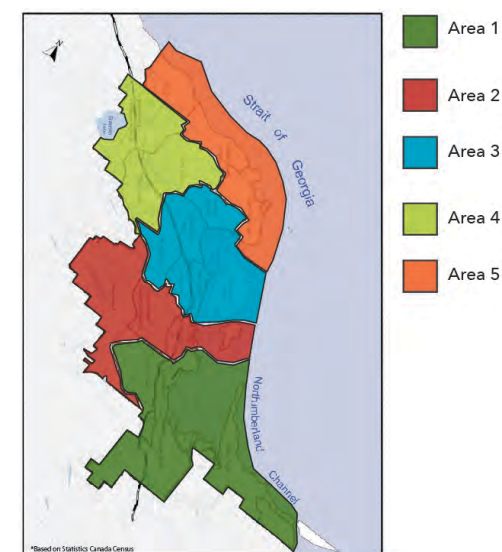 N
Strait of Georgia
Northumberland Channel
*Based on Statistics Canada Census
Area 1
Area 2
Area 3
Area 4
Area 5